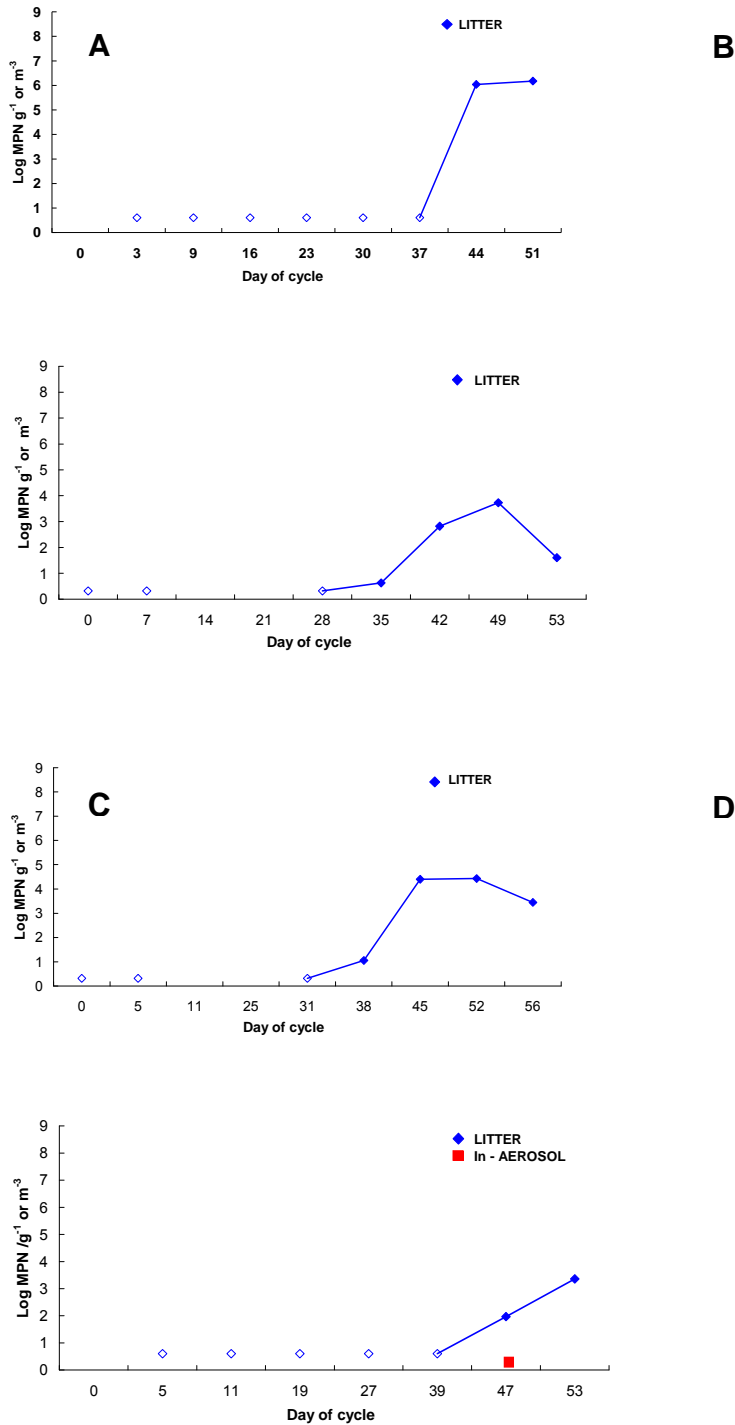 A
B
LITTER
Log MPN g⁻¹ or m⁻³
9
8
7
6
5
4
3
2
1
0
0 3 9 16 23 30 37 44 51
Day of cycle
LITTER
Log MPN g⁻¹ or m⁻³
9
8
7
6
5
4
3
2
1
0
0 7 14 21 28 35 42 49 53
Day of cycle
C
D
LITTER
Log MPN g⁻¹ or m⁻³
9
8
7
6
5
4
3
2
1
0
0 5 11 25 31 38 45 52 56
Day of cycle
LITTER
In - AEROSOL
Log MPN /g⁻¹ or m⁻³
9
8
7
6
5
4
3
2
1
0
0 5 11 19 27 39 47 53
Day of cycle